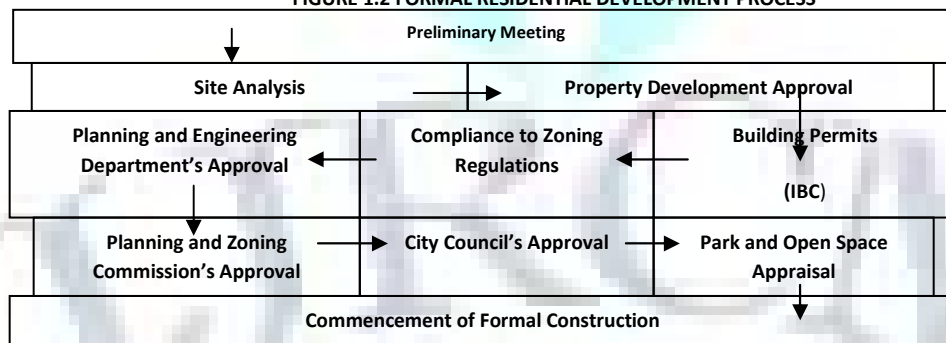 FIGURE 1.2 FORMAL RESIDENTIAL DEVELOPMENT PROCESS
Preliminary Meeting
Site Analysis
Property Development Approval
Planning and Engineering
Department's Approval
Compliance to Zoning
Regulations
Building Permits
(IBC)
Planning and Zoning
Commission's Approval
City Council's Approval
Park and Open Space
Appraisal
Commencement of Formal Construction